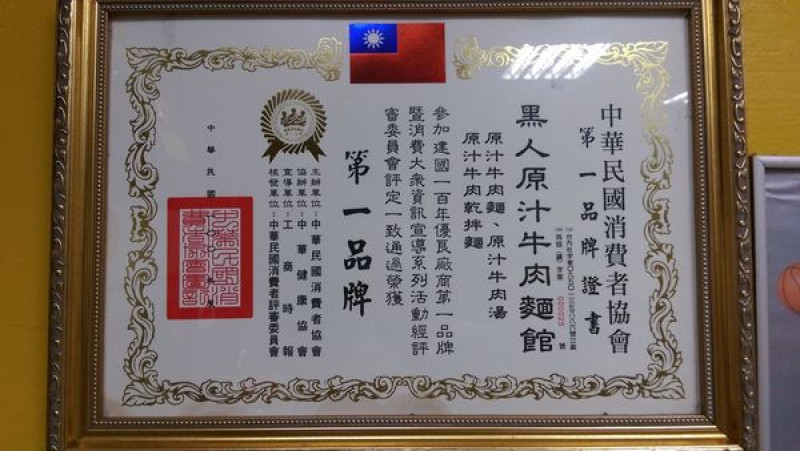 中華民國消費者協會
第一品牌證書
黑人原汁牛肉麵館
原汁牛肉麵、原汁牛肉湯
原汁牛肉乾拌麵
參加建國一百年優良廠商第一品牌
暨消費大衆資訊宣導系列活動經評
審委員會評定一致通過榮獲
第一品牌
主辦單位：中華民國消費者協會
協辦單位：中華健康協會
宣導單位：工商時報
核發單位：中華民國消費者評審委員會
中華民國